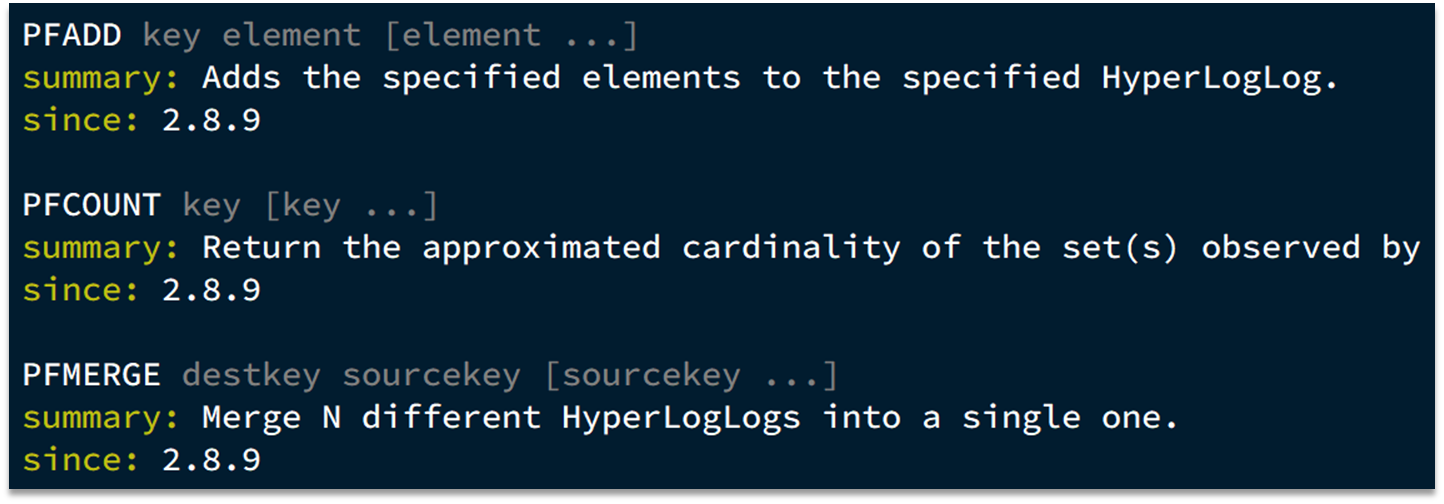 PFADD key element [element ...]
summary: Adds the specified elements to the specified HyperLogLog.
since: 2.8.9
PFCOUNT key [key ...]
summary: Return the approximated cardinality of the set(s) observed by
since: 2.8.9
PFMERGE destkey sourcekey [sourcekey ...]
summary: Merge N different HyperLogLogs into a single one.
since: 2.8.9